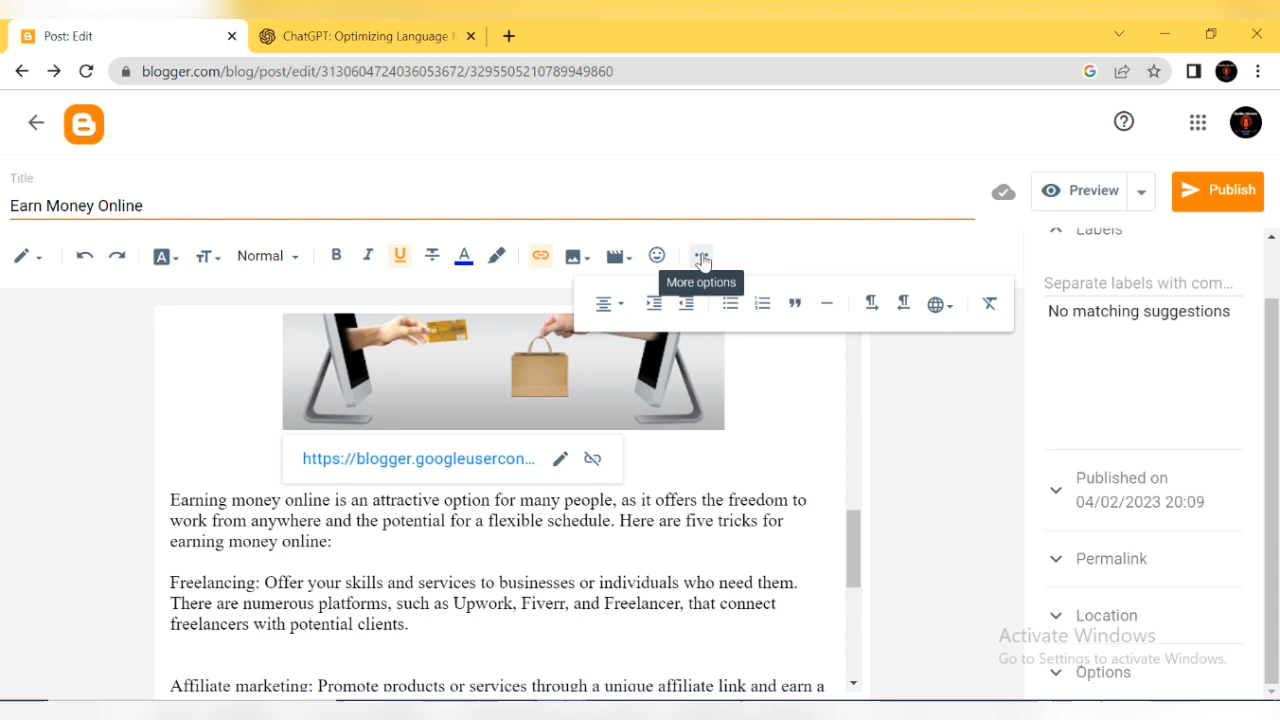 Post: Edit
ChatGPT: Optimizing Language
blogger.com/blog/post/edit/3130604724036053672/3295505210789949860
Title
Earn Money Online
Preview
Publish
Normal
More options
Labels
Separate labels with com...
No matching suggestions
https://blogger.googleusercon...
Earning money online is an attractive option for many people, as it offers the freedom to
work from anywhere and the potential for a flexible schedule. Here are five tricks for
earning money online:
Freelancing: Offer your skills and services to businesses or individuals who need them.
There are numerous platforms, such as Upwork, Fiverr, and Freelancer, that connect
freelancers with potential clients.
Affiliate marketing: Promote products or services through a unique affiliate link and earn a
Published on
04/02/2023 20:09
Permalink
Location
Activate Windows
Go to Settings to activate Windows.
Options